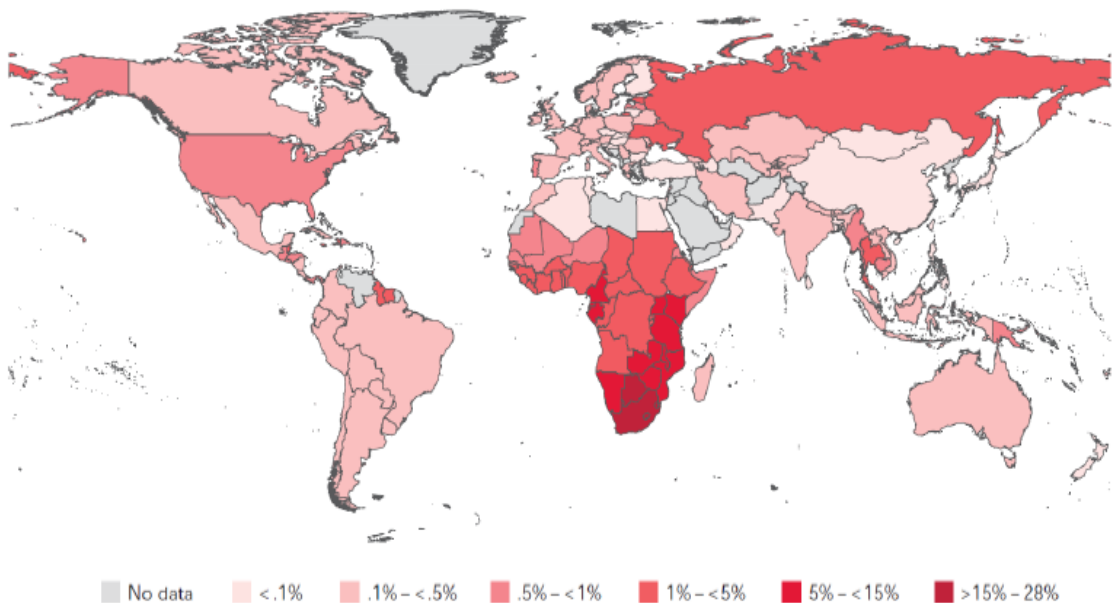 No data <.1% .1% – <.5% .5% – <1% 1% – <5% 5% – <15% >15% – 28%